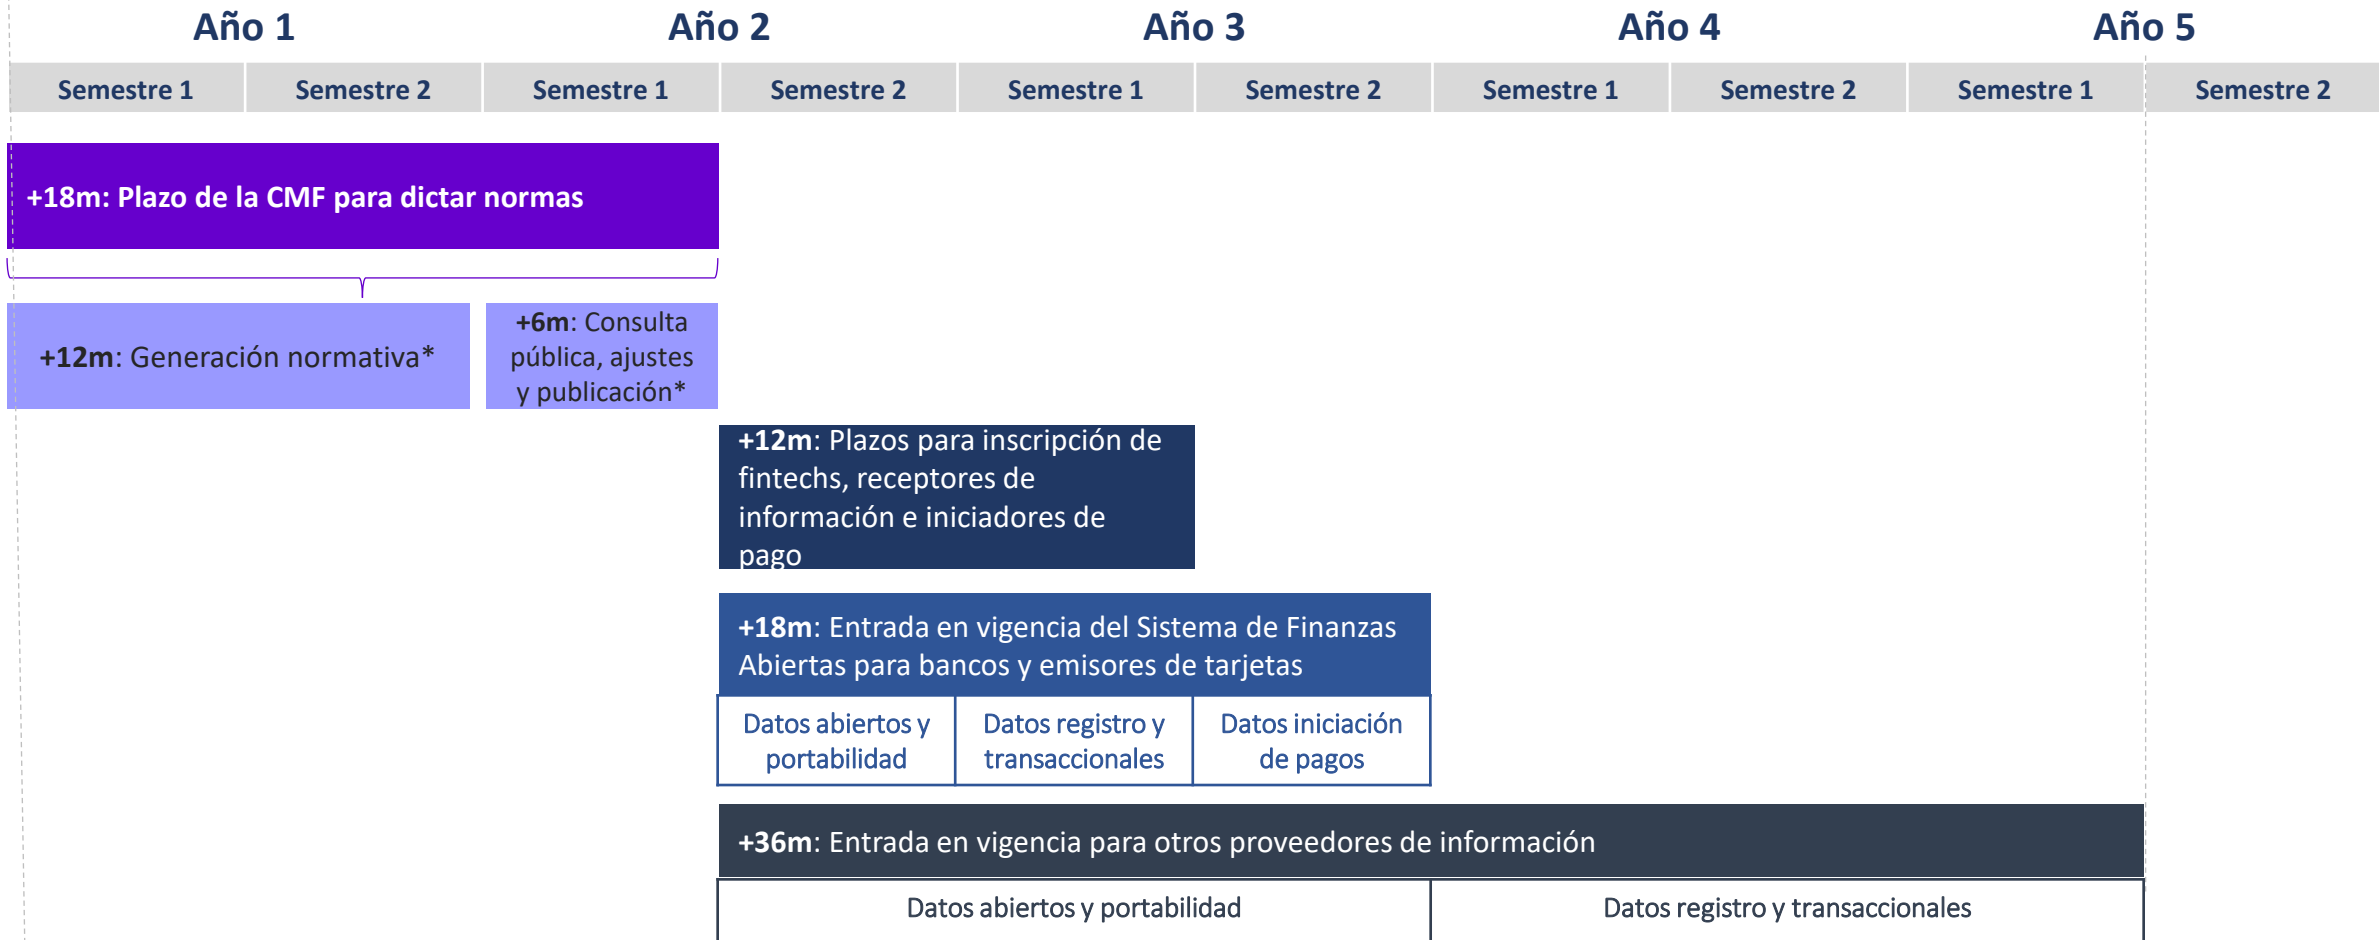 Año 1
Año 2
Año 3
Año 4
Año 5
Semestre 1
Semestre 2
Semestre 1
Semestre 2
Semestre 1
Semestre 2
Semestre 1
Semestre 2
Semestre 1
Semestre 2
+18m: Plazo de la CMF para dictar normas
+12m: Generación normativa*
+6m: Consulta
pública, ajustes
y publicación*
+12m: Plazos para inscripción de
fintechs, receptores de
información e iniciadores de
pago
+18m: Entrada en vigencia del Sistema de Finanzas
Abiertas para bancos y emisores de tarjetas
Datos abiertos y
portabilidad
Datos registro y
transaccionales
Datos iniciación
de pagos
+36m: Entrada en vigencia para otros proveedores de información
Datos abiertos y portabilidad
Datos registro y transaccionales